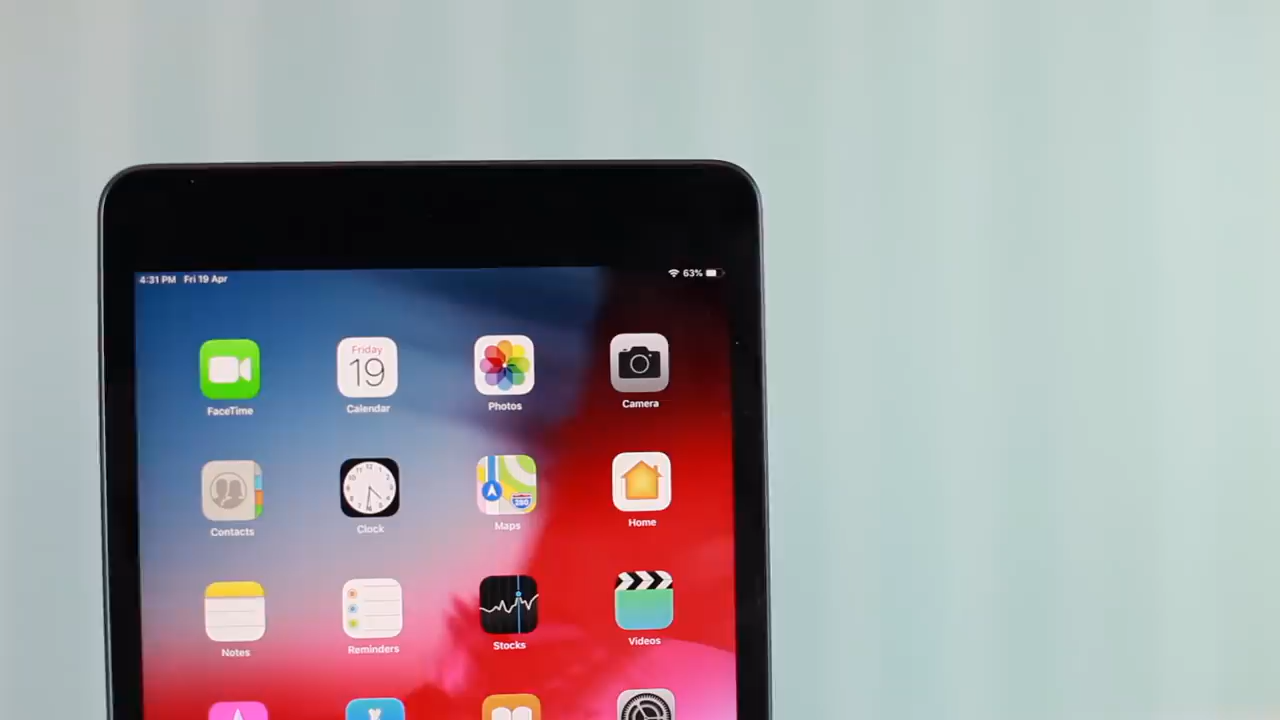 4:31 PM Fri 19 Apr
63%
FaceTime
Friday
19
Calendar
Photos
Camera
Contacts
Clock
280
Maps
Home
Notes
Reminders
Stocks
Videos